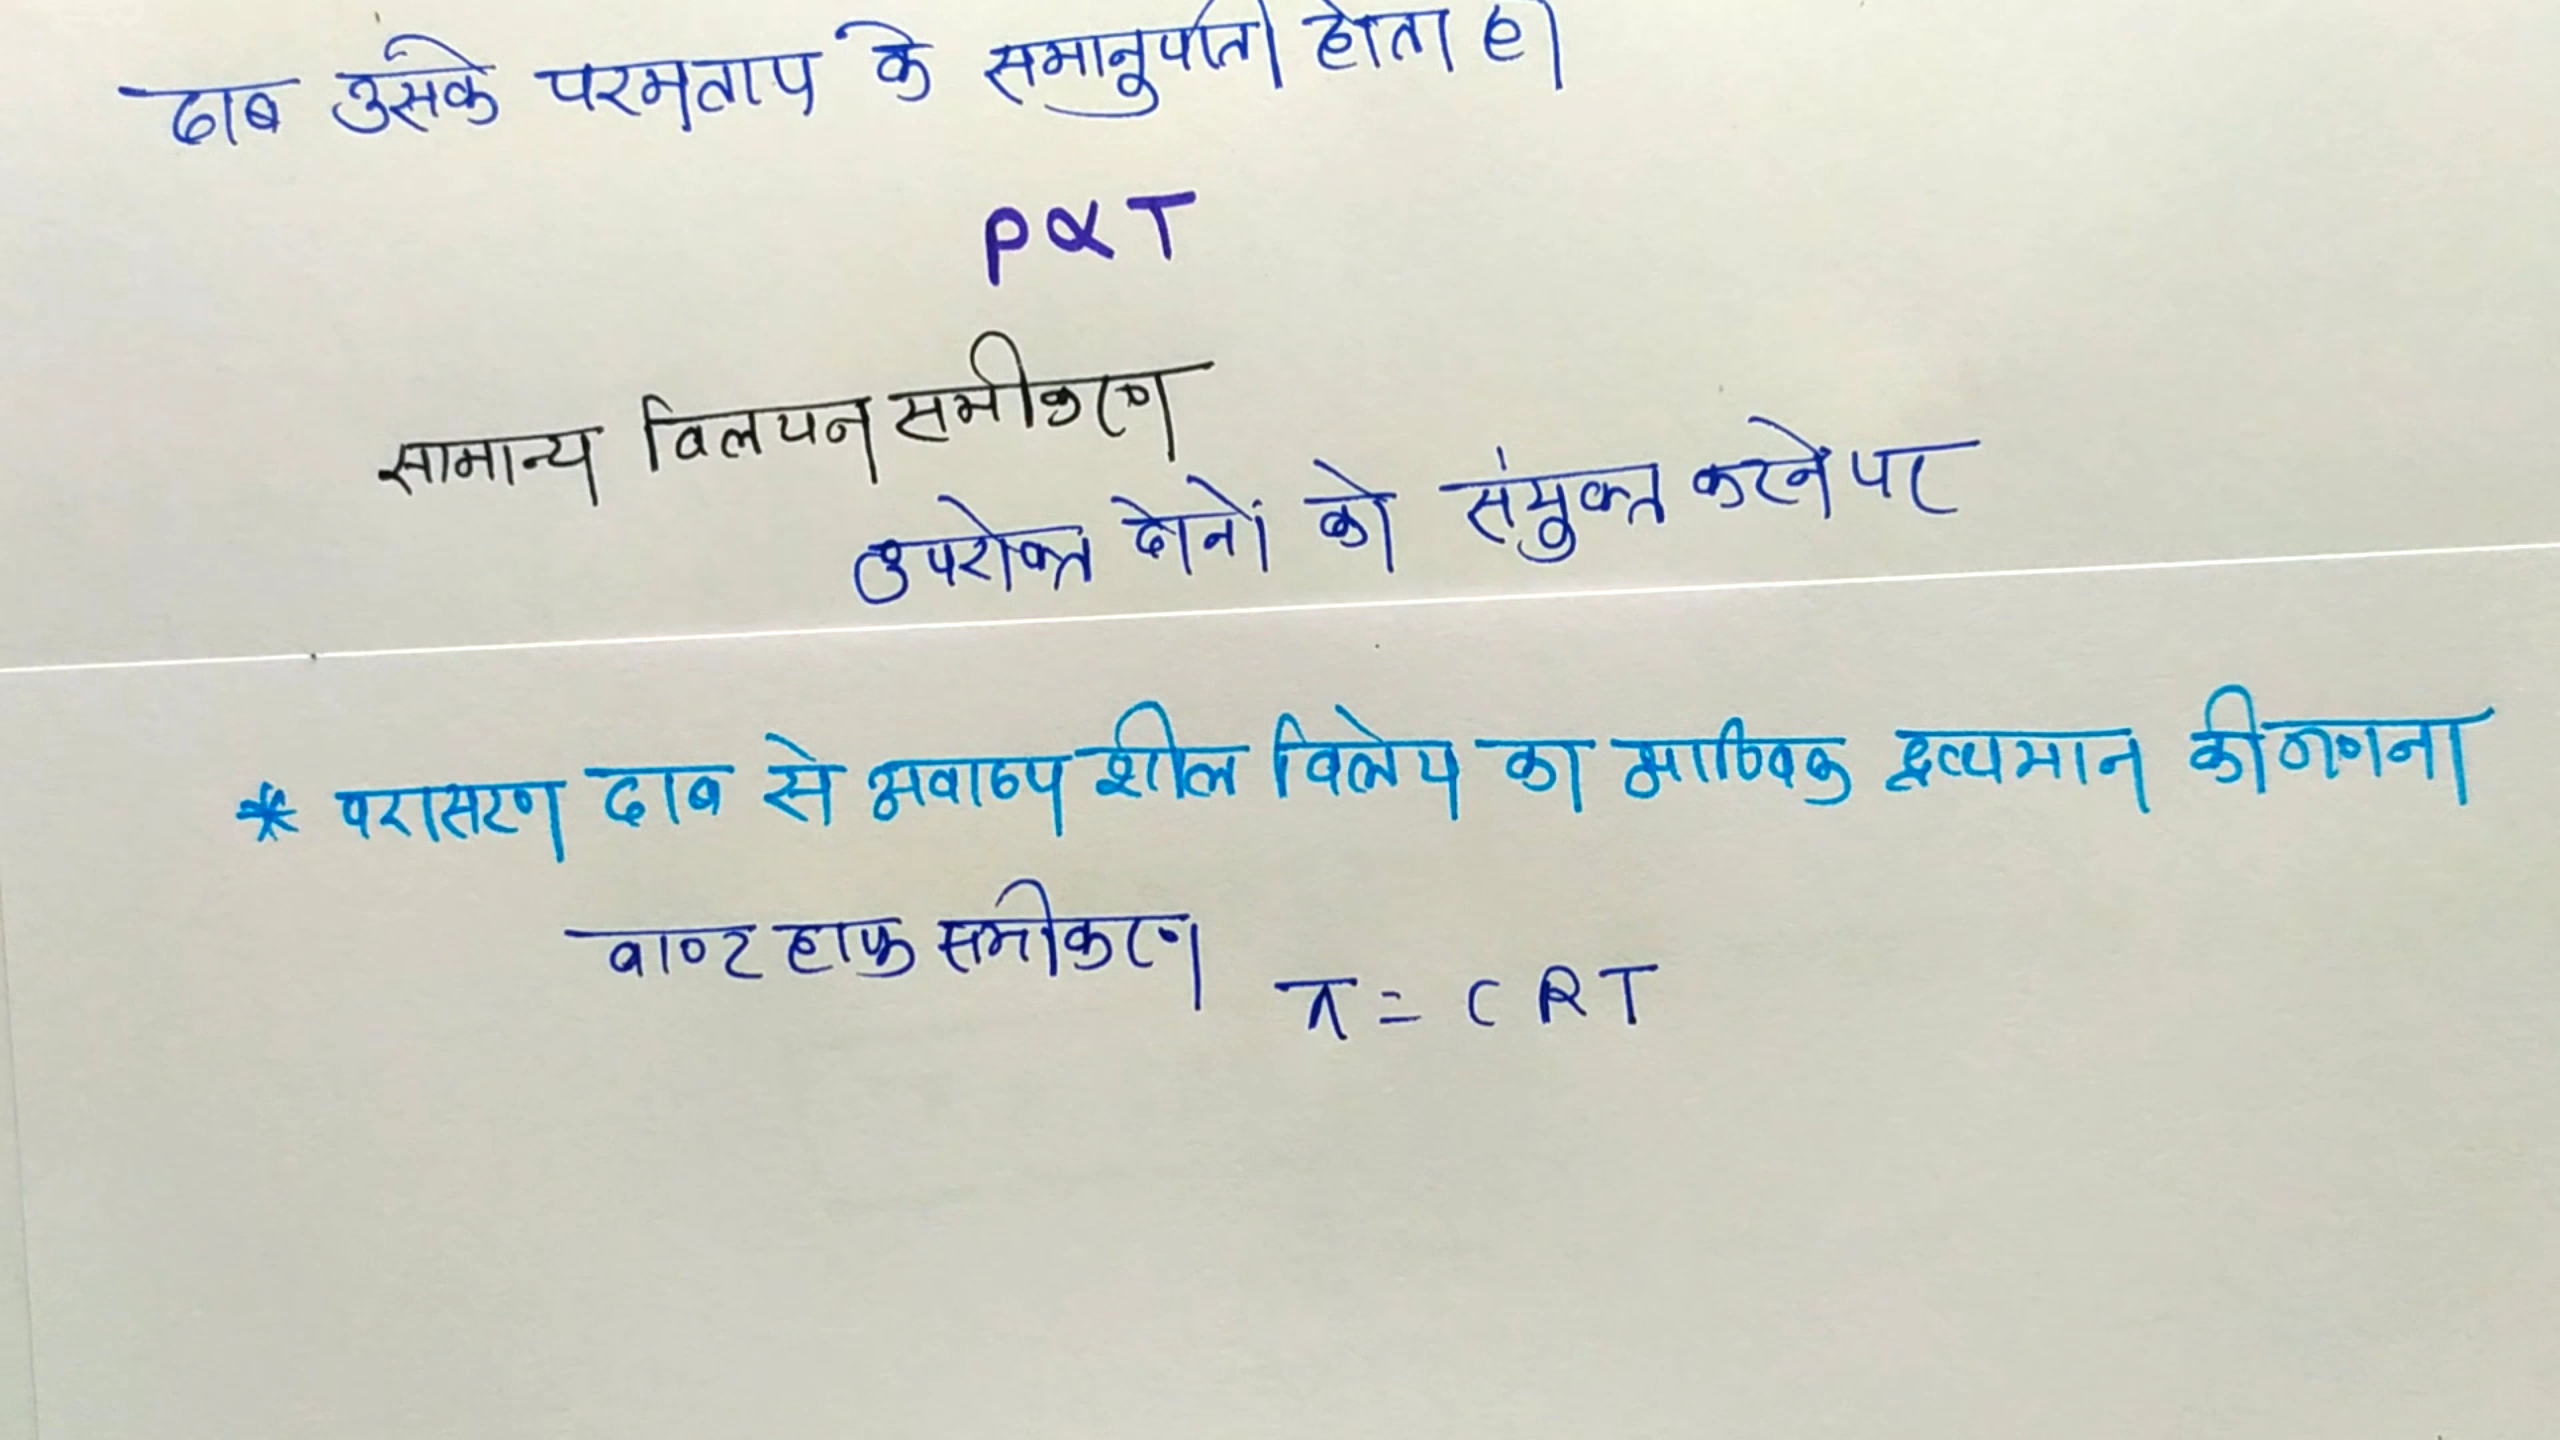 दाब उसके परमताप के समानुपाती होता है।
P α T
सामान्य विलयन समीकरण
उपरोक्त दोनों को संयुक्त करने पर
* परासरण दाब से अवाष्पशील विलेय का आण्विक द्रव्यमान की गणना
वाण्ट हाफ समीकरण π = CRT